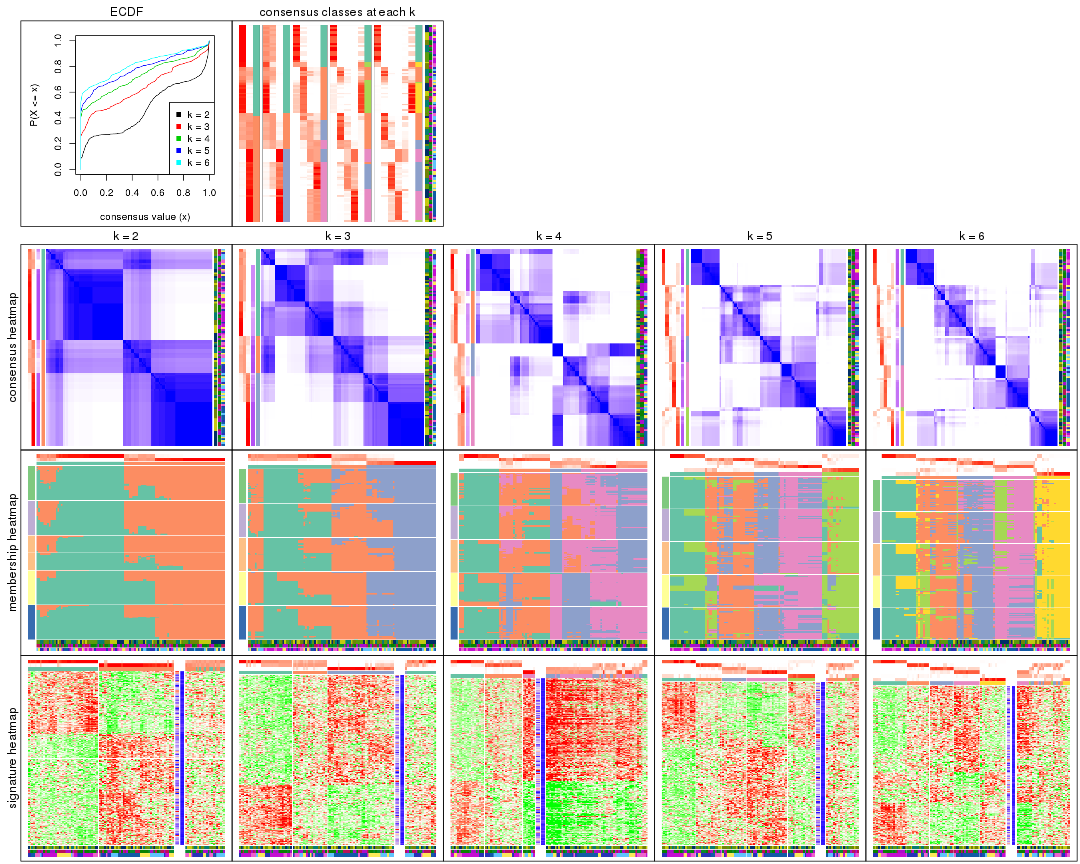 ECDF
consensus classes at each k
P(X <= x)
0.0 0.2 0.4 0.6 0.8 1.0
k = 2
k = 3
k = 4
k = 5
k = 6
0.0 0.2 0.4 0.6 0.8 1.0
consensus value (x)
k = 2
k = 3
k = 4
k = 5
k = 6
consensus heatmap
membership heatmap
signature heatmap